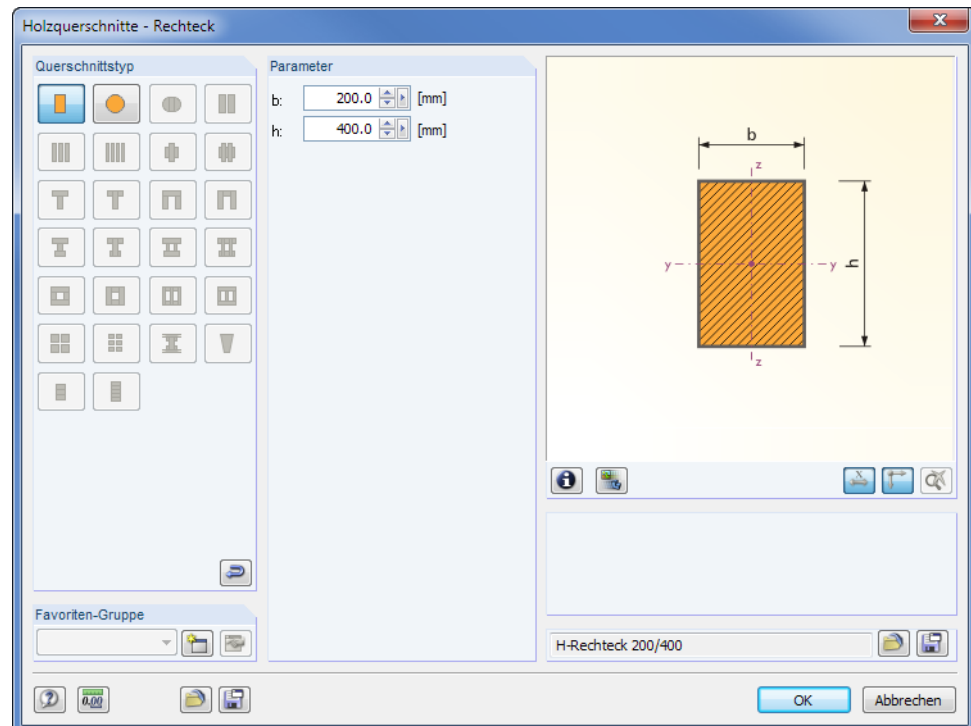 Holzquerschnitte - Rechteck
Querschnittstyp
Parameter
b: 200.0 [mm]
h: 400.0 [mm]
b
z
y
y
h
z
Favoriten-Gruppe
H-Rechteck 200/400
0.00
OK
Abbrechen